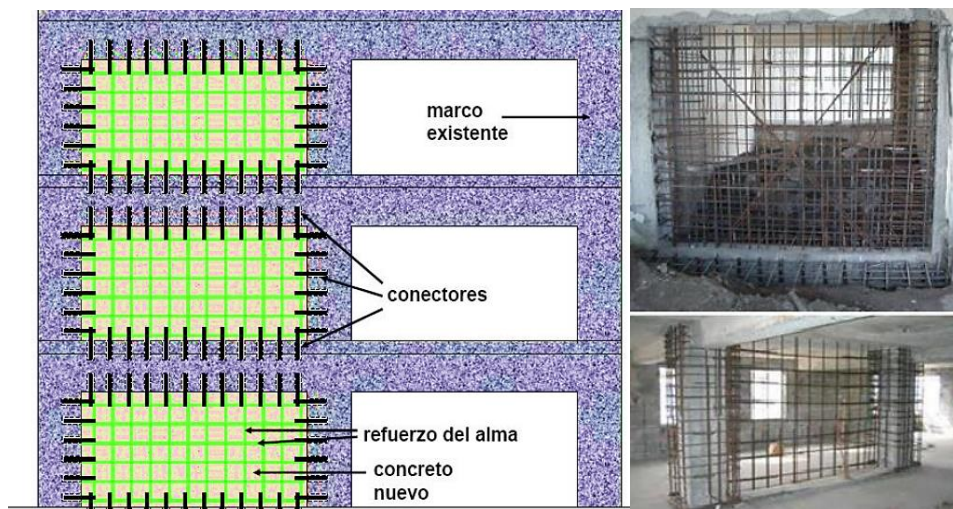 marco
existente
conectores
refuerzo del alma
concreto
nuevo